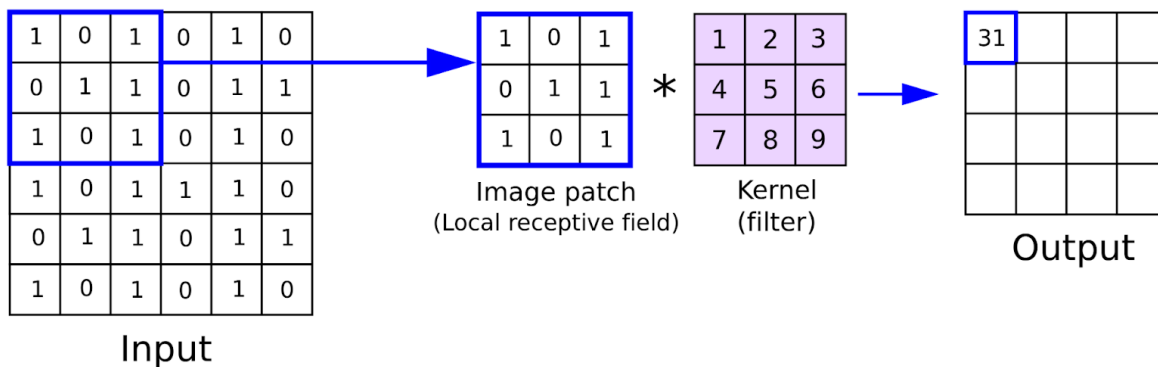 1 0 1 0 1 0
0 1 1 0 1 1
1 0 1 0 1 0
1 0 1 1 1 0
0 1 1 0 1 1
1 0 1 0 1 0
Input
1 0 1
0 1 1
1 0 1
Image patch
(Local receptive field)
*
1 2 3
4 5 6
7 8 9
Kernel
(filter)
31
Output